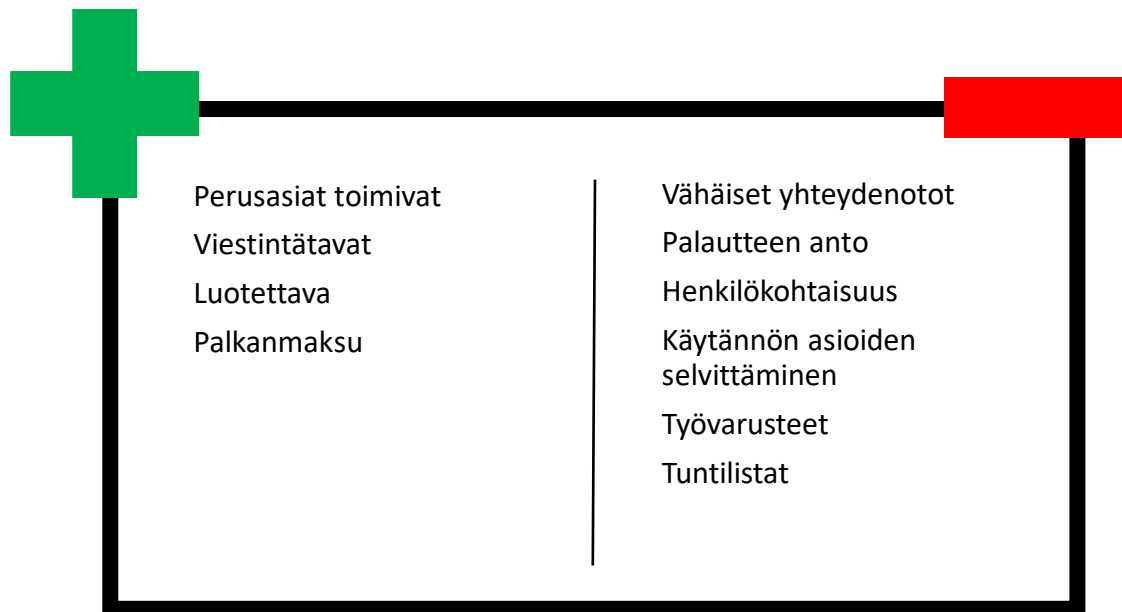 Perusasiat toimivat
Viestintätavat
Luotettava
Palkanmaksu
Vähäiset yhteydenotot
Palautteen anto
Henkilökohtaisuus
Käytännön asioiden
selvittäminen
Työvarusteet
Tuntilistat